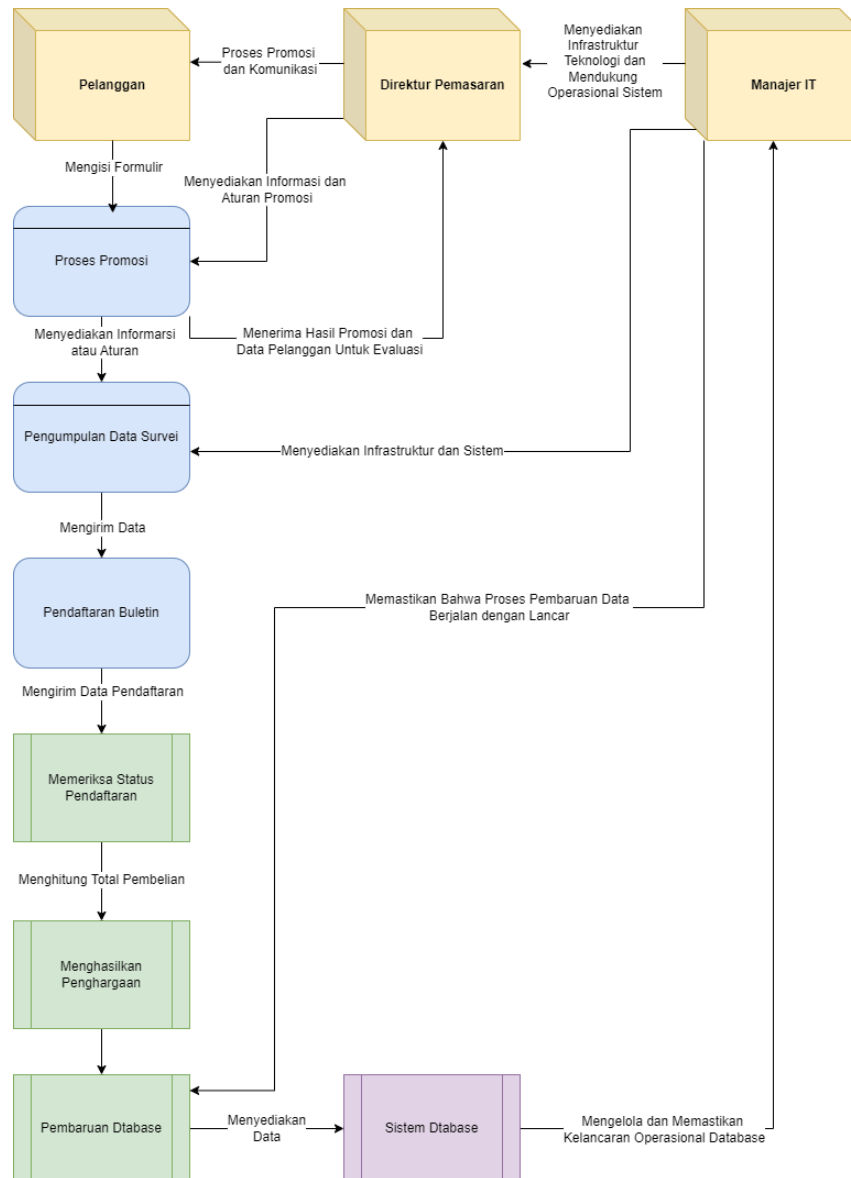 Pelanggan
Proses Promosi
dan Komunikasi
Direktur Pemasaran
Menyediakan
Infrastruktur
Teknologi dan
Mendukung
Operasional Sistem
Manajer IT
Mengisi Formulir
Menyediakan Informasi dan
Aturan Promosi
Proses Promosi
Menyediakan Informarsi
atau Aturan
Menerima Hasil Promosi dan
Data Pelanggan Untuk Evaluasi
Pengumpulan Data Survei
Menyediakan Infrastruktur dan Sistem
Mengirim Data
Pendaftaran Buletin
Memastikan Bahwa Proses Pembaruan Data
Berjalan dengan Lancar
Mengirim Data Pendaftaran
Memeriksa Status
Pendaftaran
Menghitung Total Pembelian
Menghasilkan
Penghargaan
Pembaruan Dtabase
Menyediakan
Data
Sistem Dtabase
Mengelola dan Memastikan
Kelancaran Operasional Database